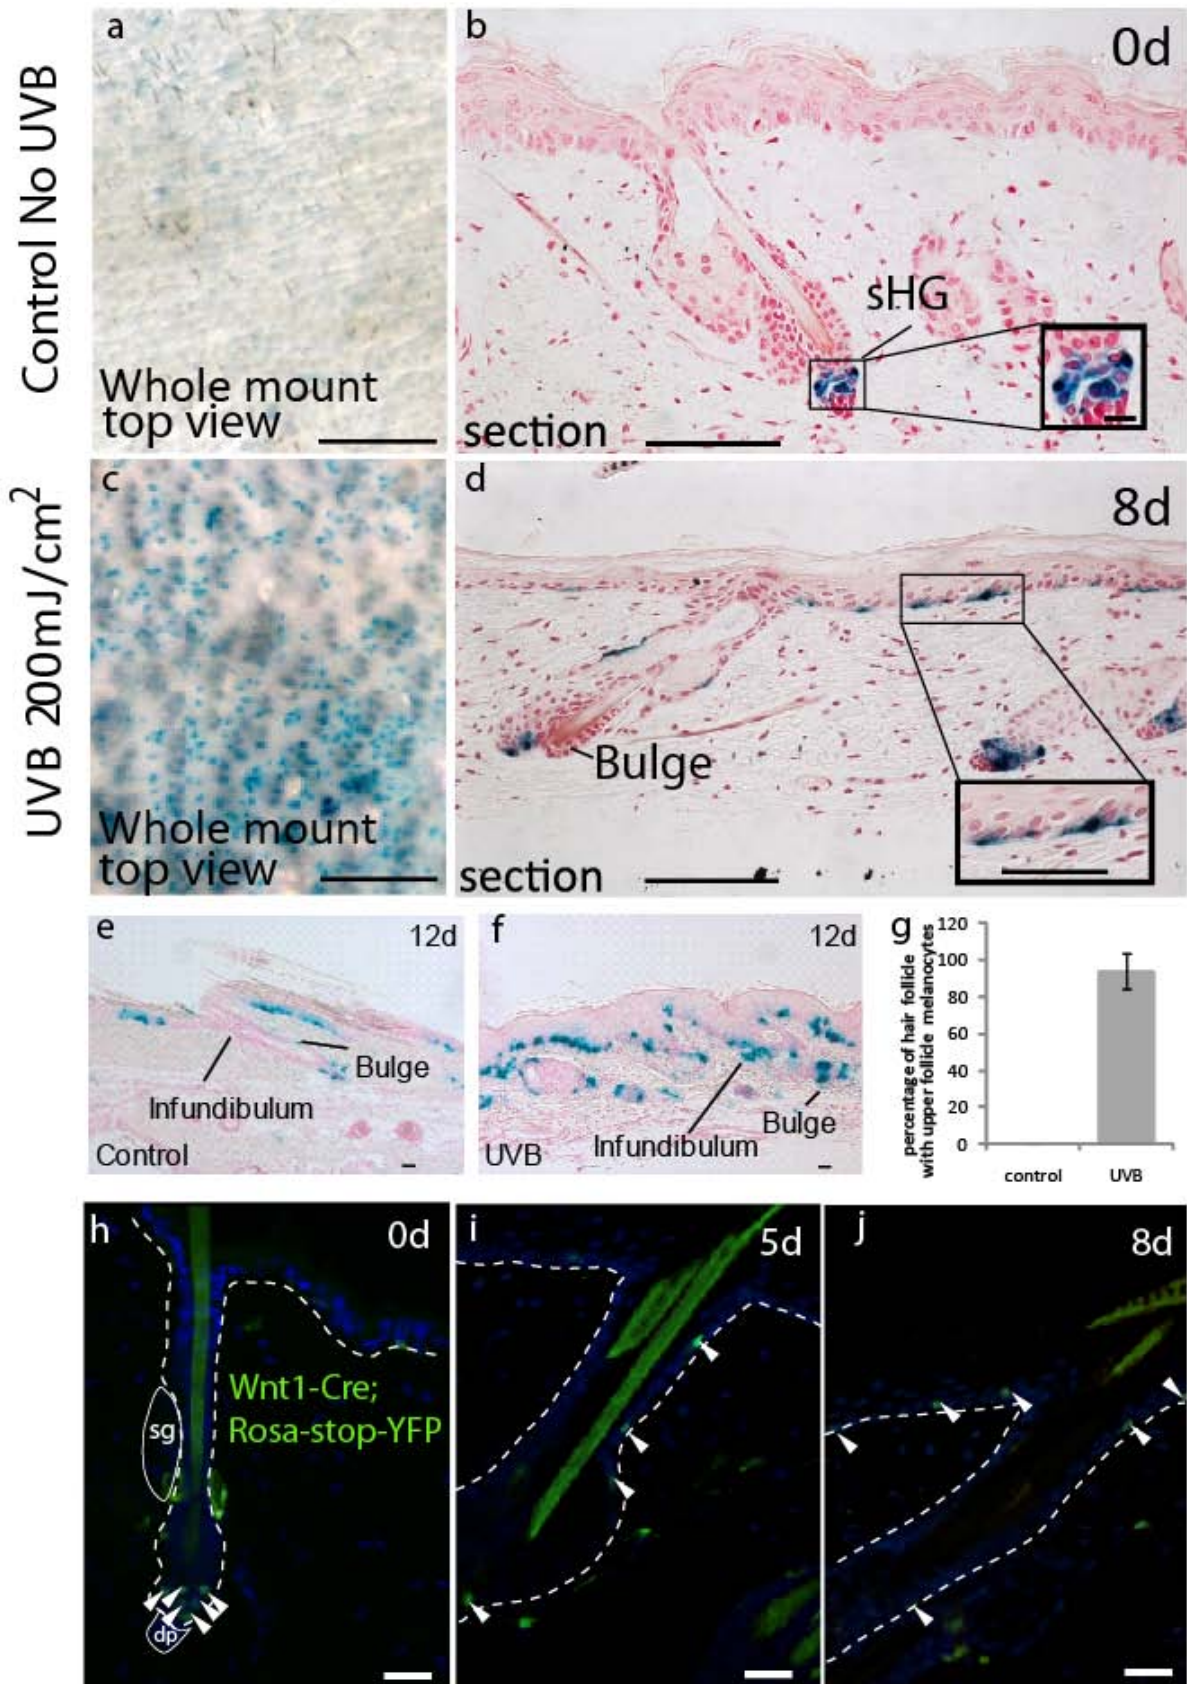 Control No UVB
a
Whole mount
top view
b
0d
sHG
section
UVB 200mJ/cm²
c
Whole mount
top view
d
8d
Bulge
section
e
12d
Bulge
Infundibulum
Control
f
12d
Bulge
Infundibulum
UVB
g
percentage of hair follicle
with upper follicle melanocytes
120
100
80
60
40
20
0
control
UVB
h
0d
Wnt1-Cre;
Rosa-stop-YFP
sg
dp
i
5d
j
8d